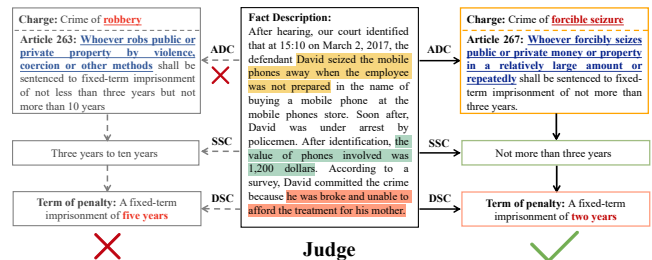 Charge: Crime of robbery
Article 263: Whoever robs public or
private property by violence,
coercion or other methods shall be
sentenced to fixed-term imprisonment
of not less than three years but not
more than 10 years
Three years to ten years
Term of penalty: A fixed-term
imprisonment of five years
ADC
SSC
DSC
Fact Description:
After hearing, our court identified
that at 15:10 on March 2, 2017, the
defendant David seized the mobile
phones away when the employee
was not prepared in the name of
buying a mobile phone at the
mobile phones store. Soon after,
David was under arrest by
policemen. After identification, the
value of phones involved was
1,200 dollars. According to a
survey, David committed the crime
because he was broke and unable to
afford the treatment for his mother.
Judge
ADC
SSC
DSC
Charge: Crime of forcible seizure
Article 267: Whoever forcibly seizes
public or private money or property
in a relatively large amount or
repeatedly shall be sentenced to fixed-
term imprisonment of not more than
three years.
Not more than three years
Term of penalty: A fixed-term
imprisonment of two years